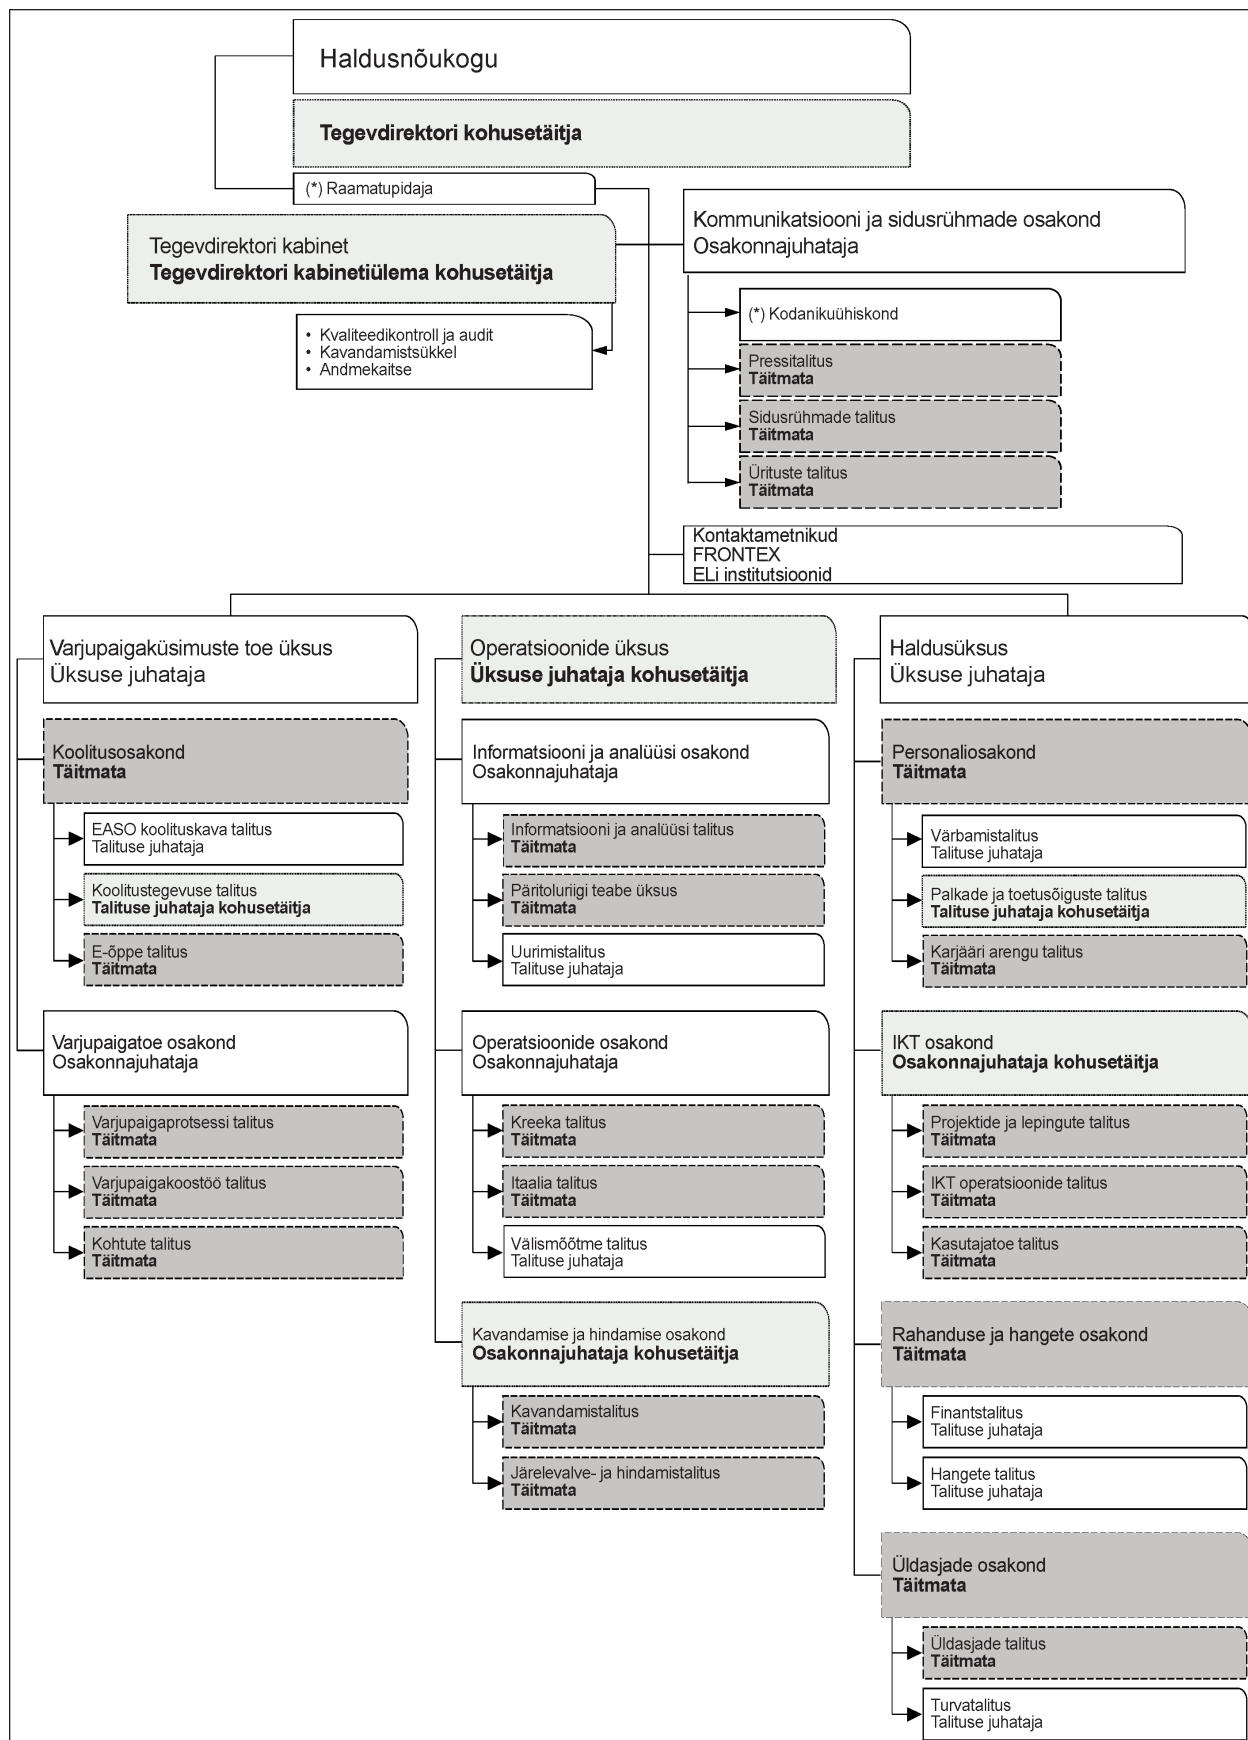 Haldusnõukogu
Tegevdirektori kohusetäitja
(*) Raamatupidaja
Tegevdirektori kabinet
Tegevdirektori kabinetiülema kohusetäitja
• Kvaliteedikontroll ja audit
• Kavandamistsükkel
• Andmekaitse
Kommunikatsiooni ja sidusrühmade osakond
Osakonnajuhataja
(*) Kodanikuühiskond
Pressitalitus
Täitmata
Sidusrühmade talitus
Täitmata
Ürituste talitus
Täitmata
Kontaktametnikud
FRONTEX
ELi institutsioonid
Varjupaigaküsimuste toe üksus
Üksuse juhataja
Koolitusosakond
Täitmata
EASO koolituskava talitus
Talituse juhataja
Koolitustegevuse talitus
Talituse juhataja kohusetäitja
E-õppe talitus
Täitmata
Varjupaigatoe osakond
Osakonnajuhataja
Varjupaigaprotsessi talitus
Täitmata
Varjupaigakoostöö talitus
Täitmata
Kohtute talitus
Täitmata
Operatsioonide üksus
Üksuse juhataja kohusetäitja
Informatsiooni ja analüüsi osakond
Osakonnajuhataja
Informatsiooni ja analüüsi talitus
Täitmata
Päritoluriigi teabe üksus
Täitmata
Uurimistalitus
Talituse juhataja
Operatsioonide osakond
Osakonnajuhataja
Kreeka talitus
Täitmata
Itaalia talitus
Täitmata
Välismõõtme talitus
Talituse juhataja
Kavandamise ja hindamise osakond
Osakonnajuhataja kohusetäitja
Kavandamistalitus
Täitmata
Järelevalve- ja hindamistalitus
Täitmata
Haldusüksus
Üksuse juhataja
Personaliosakond
Täitmata
Värbamistalitus
Talituse juhataja
Palkade ja toetusõiguste talitus
Talituse juhataja kohusetäitja
Karjääri arengu talitus
Täitmata
IKT osakond
Osakonnajuhataja kohusetäitja
Projektide ja lepingute talitus
Täitmata
IKT operatsioonide talitus
Täitmata
Kasutajatoe talitus
Täitmata
Rahanduse ja hangete osakond
Täitmata
Finantstalitus
Talituse juhataja
Hangete talitus
Talituse juhataja
Üldasjade osakond
Täitmata
Üldasjade talitus
Täitmata
Turvatalitus
Talituse juhataja